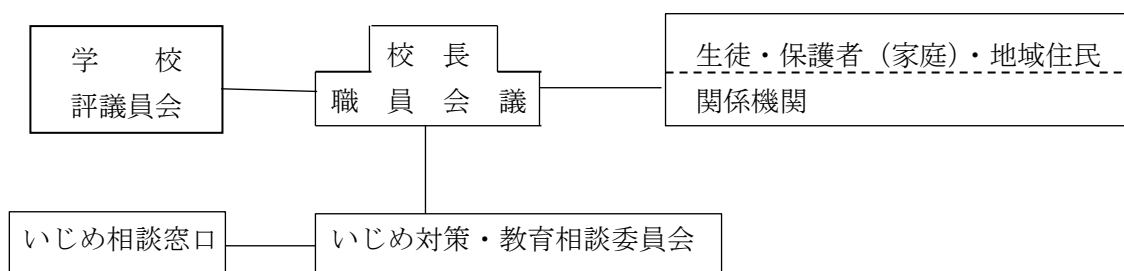 学　　校
評議員会
校　長
職　員　会　議
生徒・保護者（家庭）・地域住民
関係機関
いじめ相談窓口
いじめ対策・教育相談委員会